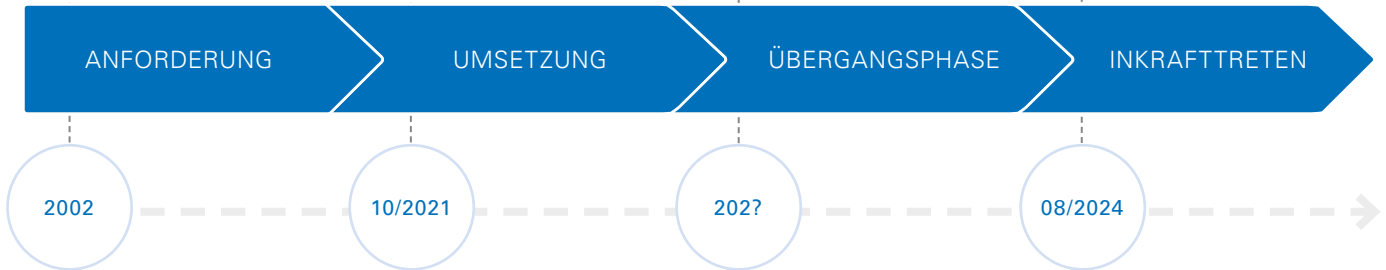 ANFORDERUNG
UMSETZUNG
ÜBERGANGSPHASE
INKRAFTTRETEN
2002
10/2021
202?
08/2024